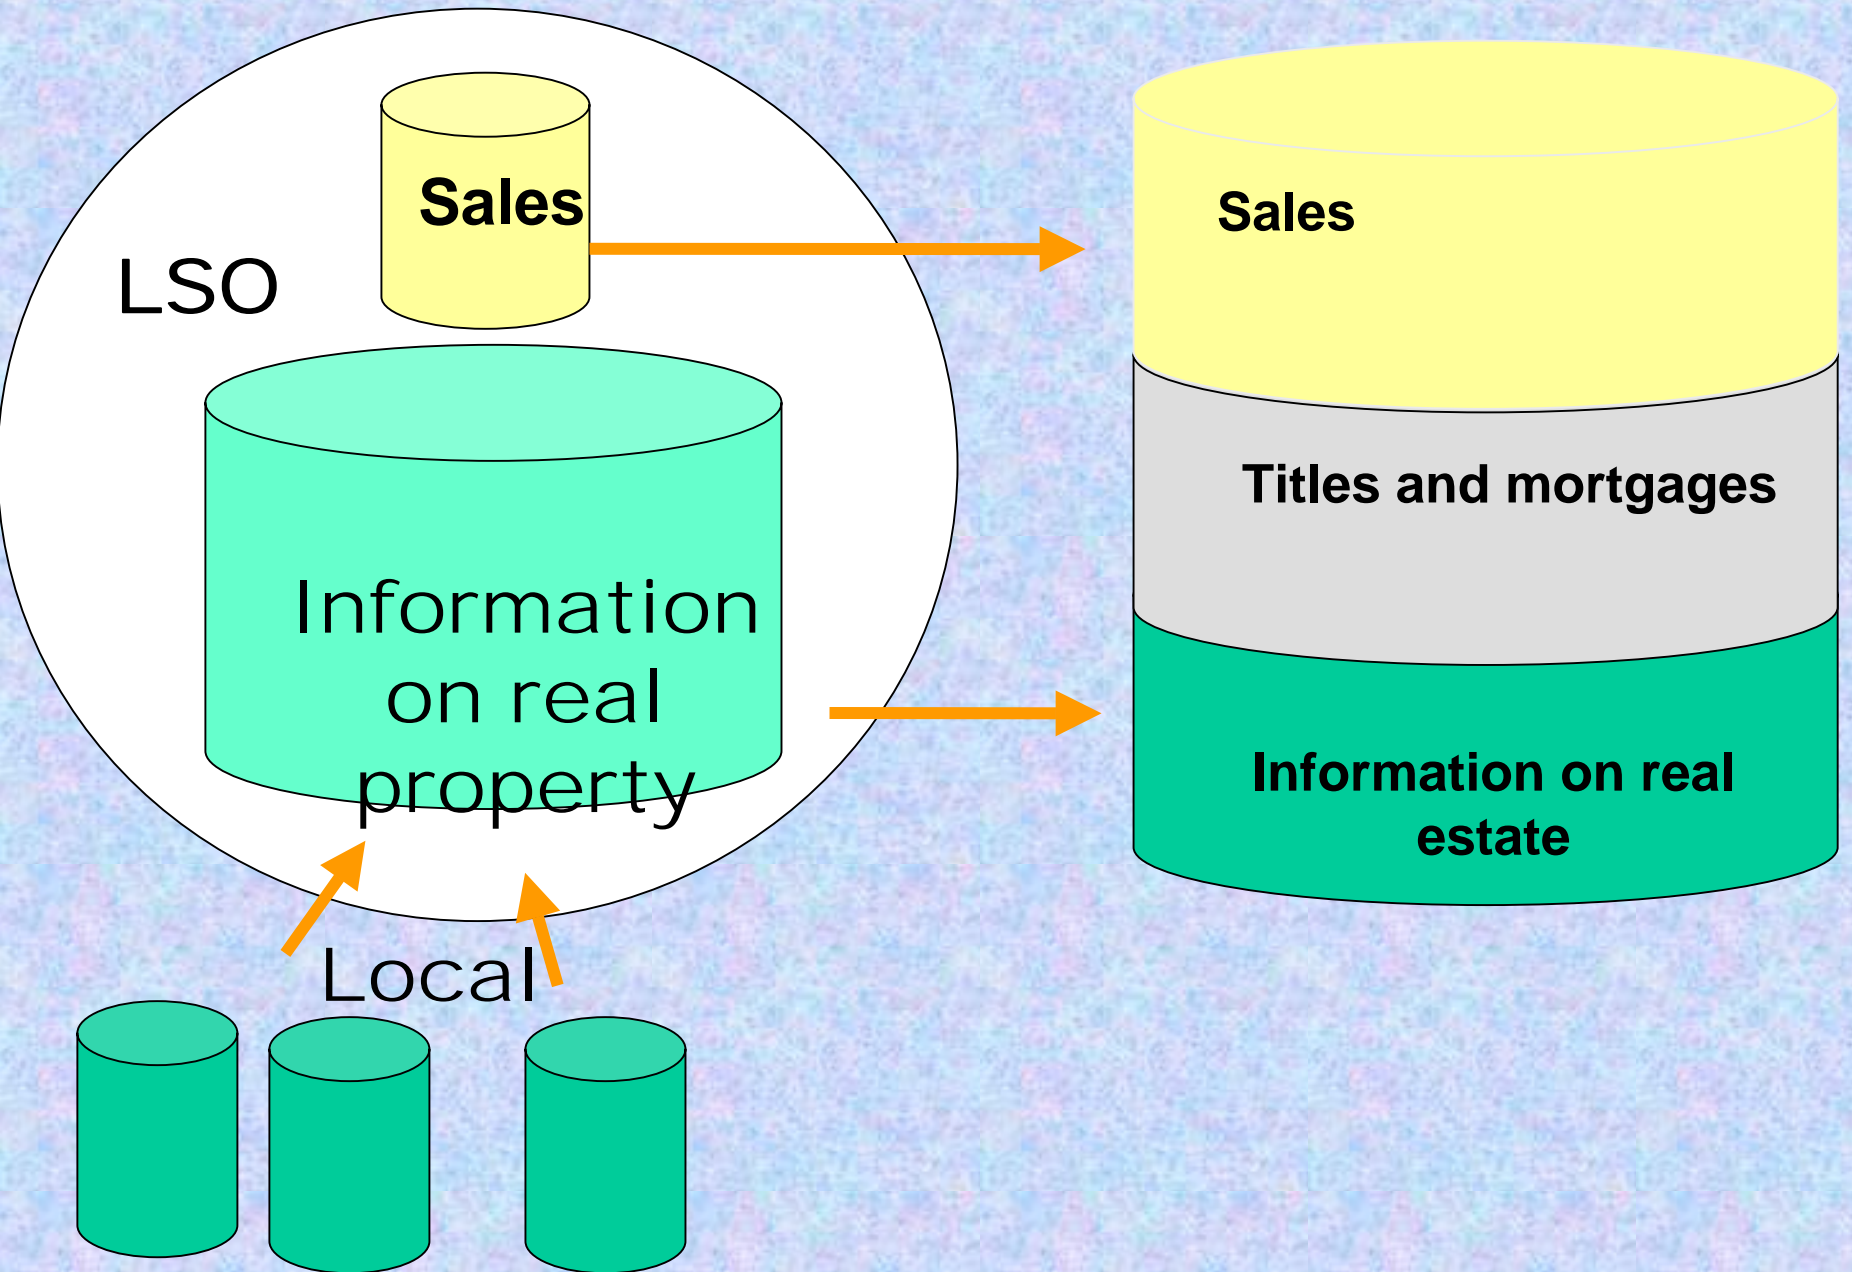 Sales
LSO
Information
on real
property
Local
Sales
Titles and mortgages
Information on real
estate